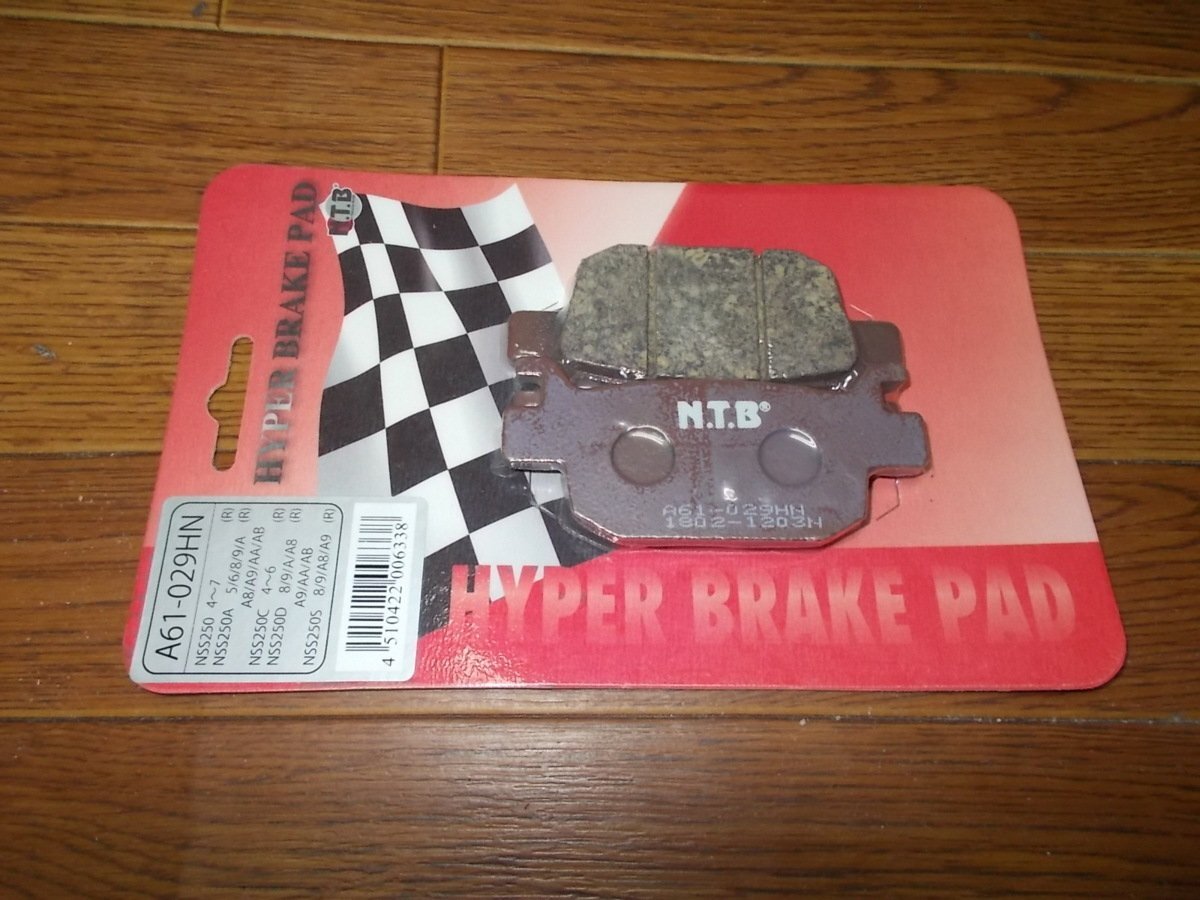 HYPER BRAKE PAD
N.T.B
N.T.B®
A61-029HN
1802-1203N
HYPER BRAKE PAD
A61-029HN
NSS250 4～7 (R)
NSS250A 5/6/8/9/A (R)
A8/A9/AA/AB (R)
NSS250C 4～6
NSS250D 8/9/A/A8 (R)
A9/AA/AB (R)
NSS250S 8/9/A8/A9 (R)
4 510422 006338